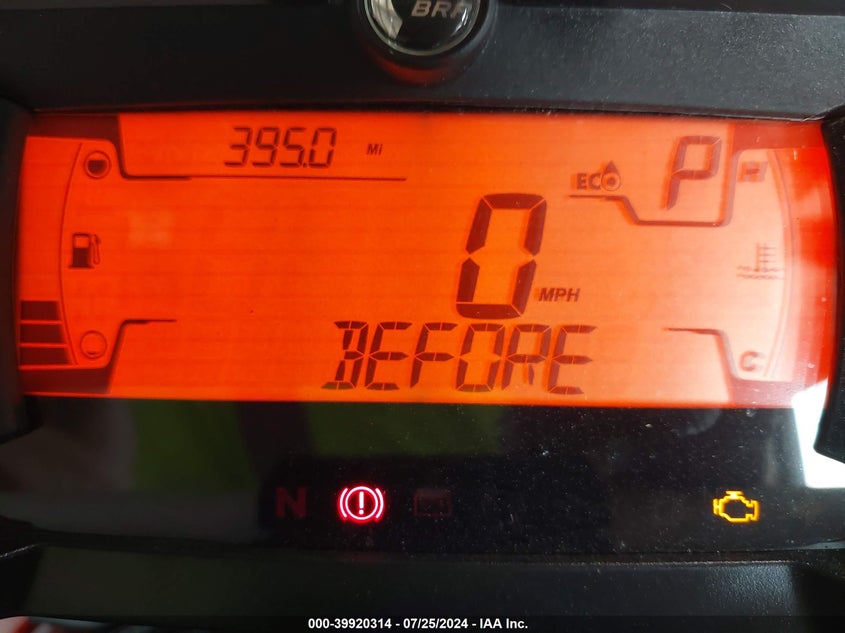 BRP
395.0 Mi
ECO P
0 MPH
BEFORE
N
000-39920314 - 07/25/2024 - IAA Inc.